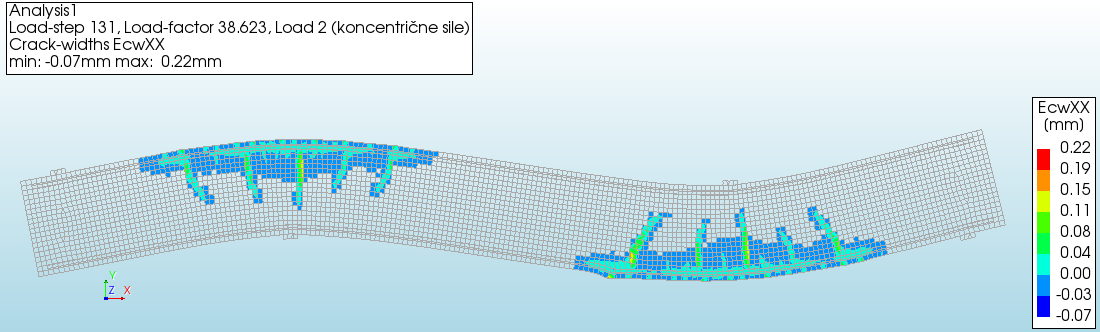 Analysis1
Load-step 131, Load-factor 38.623, Load 2 (koncentrične sile)
Crack-widths EcwXX
min: -0.07mm max: 0.22mm
EcwXX
(mm)
0.22
0.19
0.15
0.11
0.08
0.04
0.00
-0.03
-0.07
Y
Z X